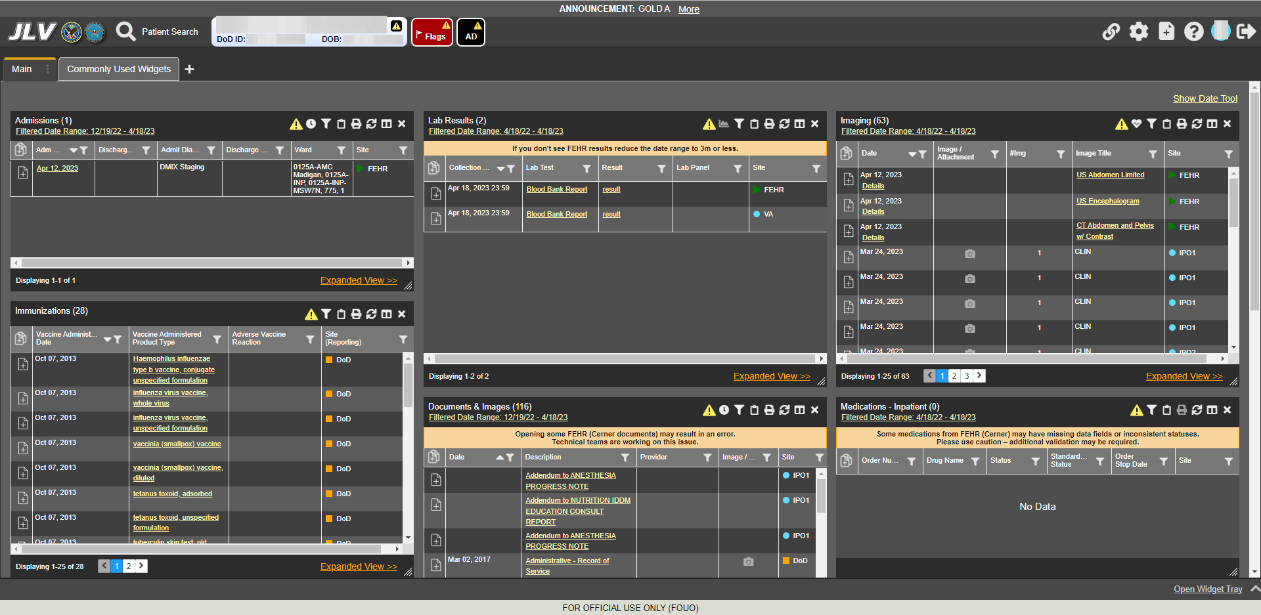 ANNOUNCEMENT: GOLD A More
JLV
Patient Search
DoD ID: DOB:
Flags
AD
Main
Commonly Used Widgets
Show Date Tool
Admissions (1)
Filtered Date Range: 12/19/22 - 4/18/23
Adm ... Discharg... Admit Dia... Discharge ... Ward Site
Apr 12, 2023 DMIX Staging 0125A-AMC FEHR
Madigan, 0125A-
INP, 0125A-INP-
MSW7N, 775, 1
Displaying 1-1 of 1
Expanded View >>
Immunizations (28)
Vaccine Administ... Vaccine Administered Adverse Vaccine Site
Date Product Type Reaction (Reporting)
Oct 07, 2013 Haemophilus influenzae DoD
type b vaccine, conjugate
unspecified formulation
Oct 07, 2013 influenza virus vaccine, DoD
whole virus
Oct 07, 2013 influenza virus vaccine, DoD
unspecified formulation
Oct 07, 2013 vaccinia (smallpox) vaccine DoD
Oct 07, 2013 vaccinia (smallpox) vaccine, DoD
diluted
Oct 07, 2013 tetanus toxoid, adsorbed DoD
Oct 07, 2013 tetanus toxoid, unspecified DoD
formulation
Oct 07, 2013 tuberculin skin test; old DoD
Displaying 1-25 of 28
1 2
Expanded View >>
Lab Results (2)
Filtered Date Range: 4/18/22 - 4/18/23
If you don't see FEHR results reduce the date range to 3m or less.
Collection ... Lab Test Result Lab Panel Site
Apr 18, 2023 23:59 Blood Bank Report result FEHR
Apr 18, 2023 23:59 Blood Bank Report result VA
Displaying 1-2 of 2
Expanded View >>
Documents & Images (116)
Filtered Date Range: 12/19/22 - 4/18/23
Opening some FEHR (Cerner documents) may result in an error.
Technical teams are working on this issue.
Date Description Provider Image / ... Site
Addendum to ANESTHESIA IPO1
PROGRESS NOTE
Addendum to NUTRITION IDDM IPO1
EDUCATION CONSULT
REPORT
Addendum to ANESTHESIA IPO1
PROGRESS NOTE
Mar 02, 2017 Administrative - Record of DoD
Service
Imaging (63)
Filtered Date Range: 4/18/22 - 4/18/23
Date Image / Attachment #Img Image Title Site
Apr 12, 2023 US Abdomen Limited FEHR
Details
Apr 12, 2023 US Encephalogram FEHR
Details
Apr 12, 2023 CT Abdomen and Pelvis FEHR
Details w/ Contrast
Mar 24, 2023 1 CLIN IPO1
Mar 24, 2023 1 CLIN IPO1
Mar 24, 2023 1 CLIN IPO1
Mar 24, 2023 1 CLIN IPO1
Mar 24, 2023 1 CLIN
Displaying 1-25 of 63
1 2 3
Expanded View >>
Medications - Inpatient (0)
Filtered Date Range: 4/18/22 - 4/18/23
Some medications from FEHR (Cerner) may have missing data fields or inconsistent statuses.
Please use caution – additional validation may be required.
Order Nu... Drug Name Status Standard... Status Order Stop Date Site
No Data
Open Widget Tray
FOR OFFICIAL USE ONLY (FOUO)